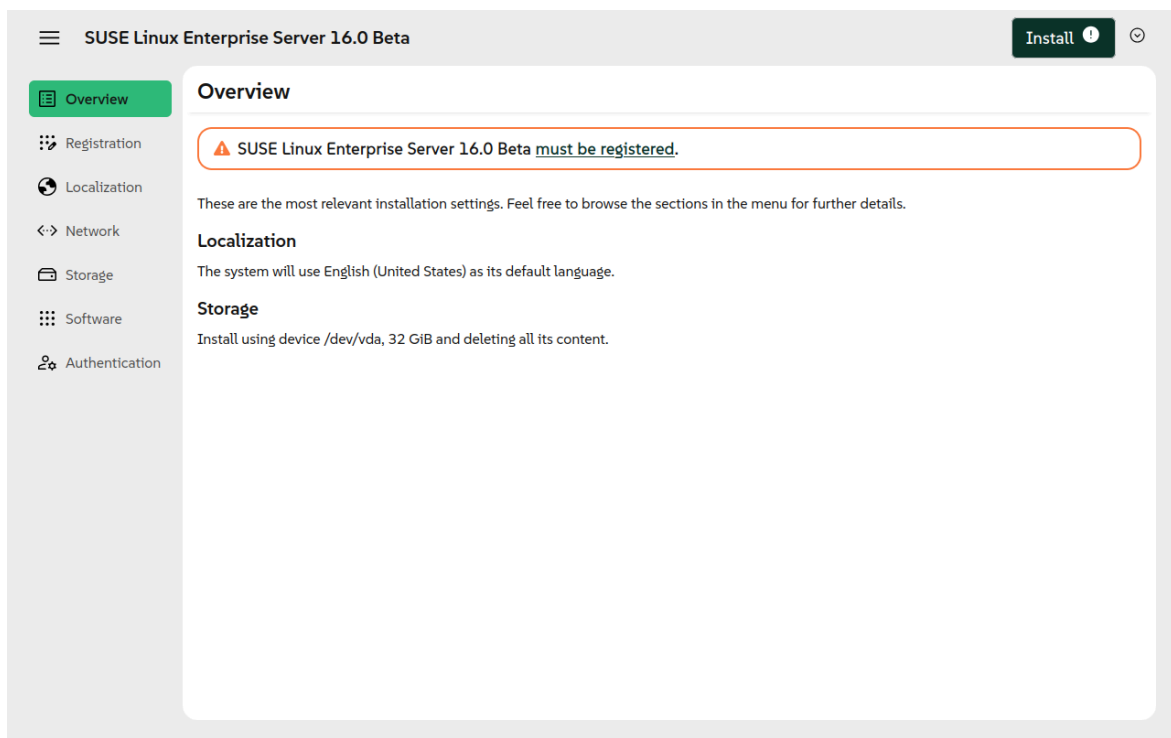 SUSE Linux Enterprise Server 16.0 Beta
Install
Overview
Registration
Localization
Network
Storage
Software
Authentication
Overview
SUSE Linux Enterprise Server 16.0 Beta must be registered.
These are the most relevant installation settings. Feel free to browse the sections in the menu for further details.
Localization
The system will use English (United States) as its default language.
Storage
Install using device /dev/vda, 32 GiB and deleting all its content.